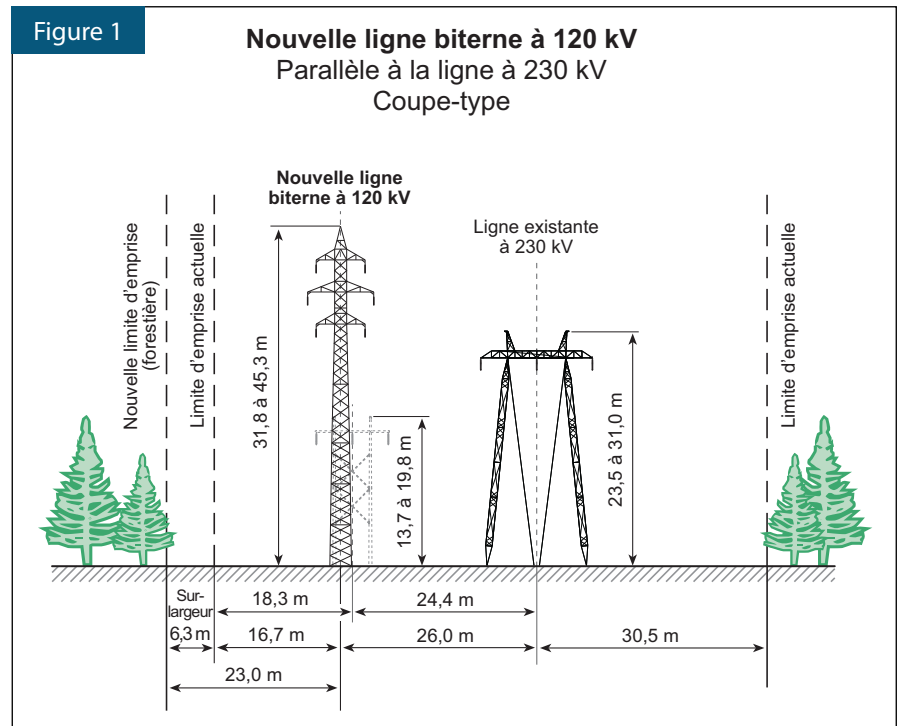 Figure 1
Nouvelle ligne biterne à 120 kV
Parallèle à la ligne à 230 kV
Coupe-type
Nouvelle ligne
biterne à 120 kV
Ligne existante
à 230 kV
Nouvelle limite d'emprise
(forestière)
Limite d'emprise actuelle
31,8 à 45,3 m
13,7 à 19,8 m
23,5 à 31,0 m
Limite d'emprise actuelle
Sur-
largeur
6,3 m
18,3 m
24,4 m
16,7 m
26,0 m
30,5 m
23,0 m